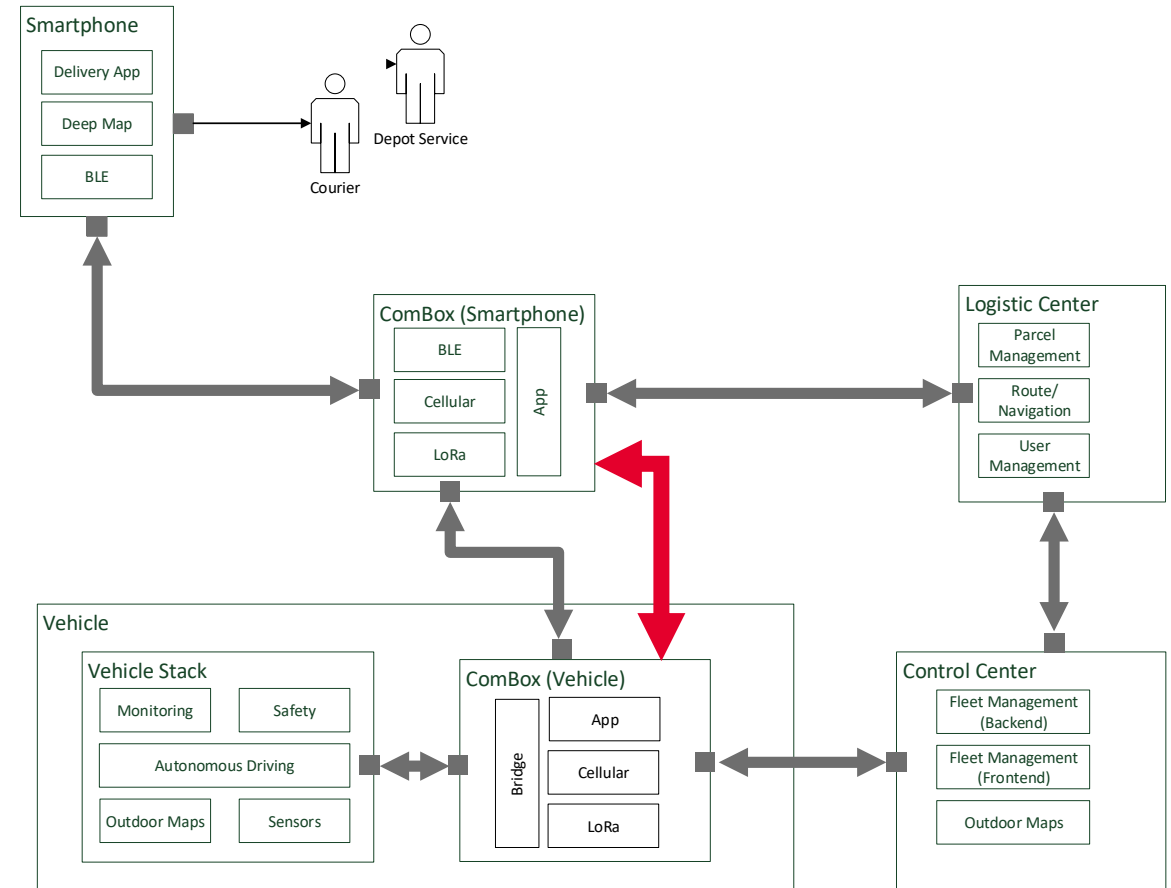 Smartphone
Delivery App
Deep Map
BLE
Depot Service
Courier
ComBox (Smartphone)
BLE
Cellular
LoRa
App
Logistic Center
Parcel
Management
Route/
Navigation
User
Management
Vehicle
Vehicle Stack
Monitoring
Safety
Autonomous Driving
Outdoor Maps
Sensors
ComBox (Vehicle)
Bridge
App
Cellular
LoRa
Control Center
Fleet Management
(Backend)
Fleet Management
(Frontend)
Outdoor Maps